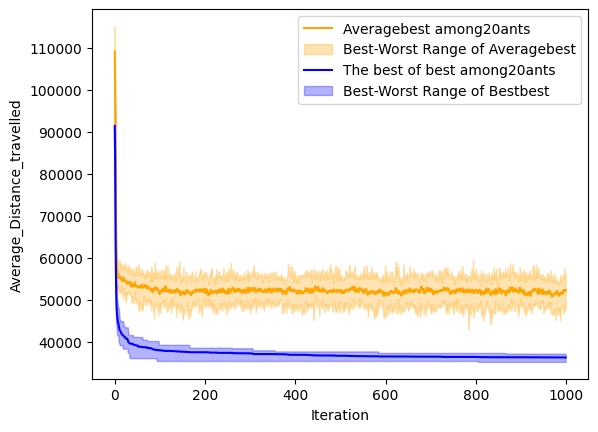 Averagebest among20ants
Best-Worst Range of Averagebest
The best of best among20ants
Best-Worst Range of Bestbest
110000
100000
90000
80000
70000
60000
50000
40000
Average_Distance_travelled
0
200
400
600
800
1000
Iteration